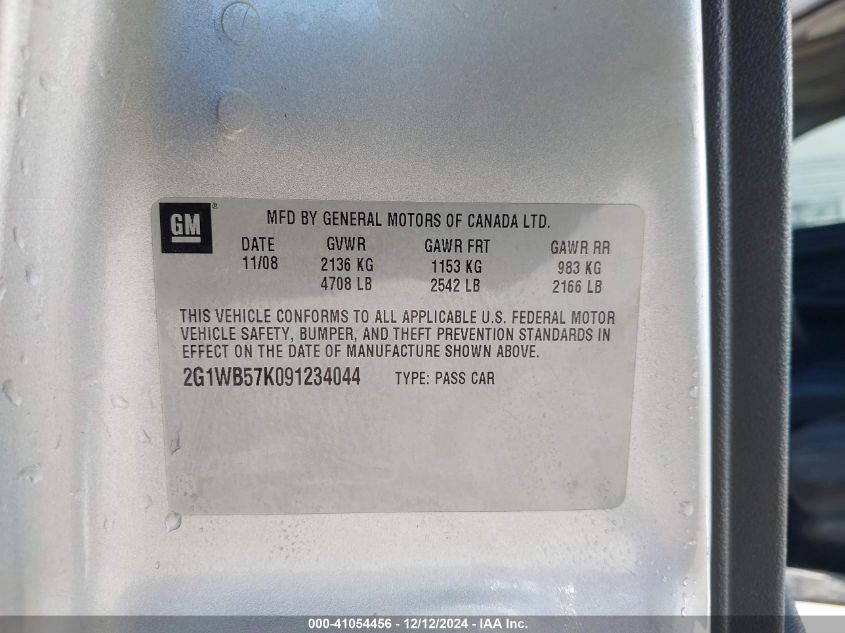 GM®
MFD BY GENERAL MOTORS OF CANADA LTD.
DATE GVWR GAWR FRT GAWR RR
11/08 2136 KG 1153 KG 983 KG
4708 LB 2542 LB 2166 LB
THIS VEHICLE CONFORMS TO ALL APPLICABLE U.S. FEDERAL MOTOR
VEHICLE SAFETY, BUMPER, AND THEFT PREVENTION STANDARDS IN
EFFECT ON THE DATE OF MANUFACTURE SHOWN ABOVE.
2G1WB57K091234044 TYPE: PASS CAR
000-41054456 - 12/12/2024 - IAA Inc.